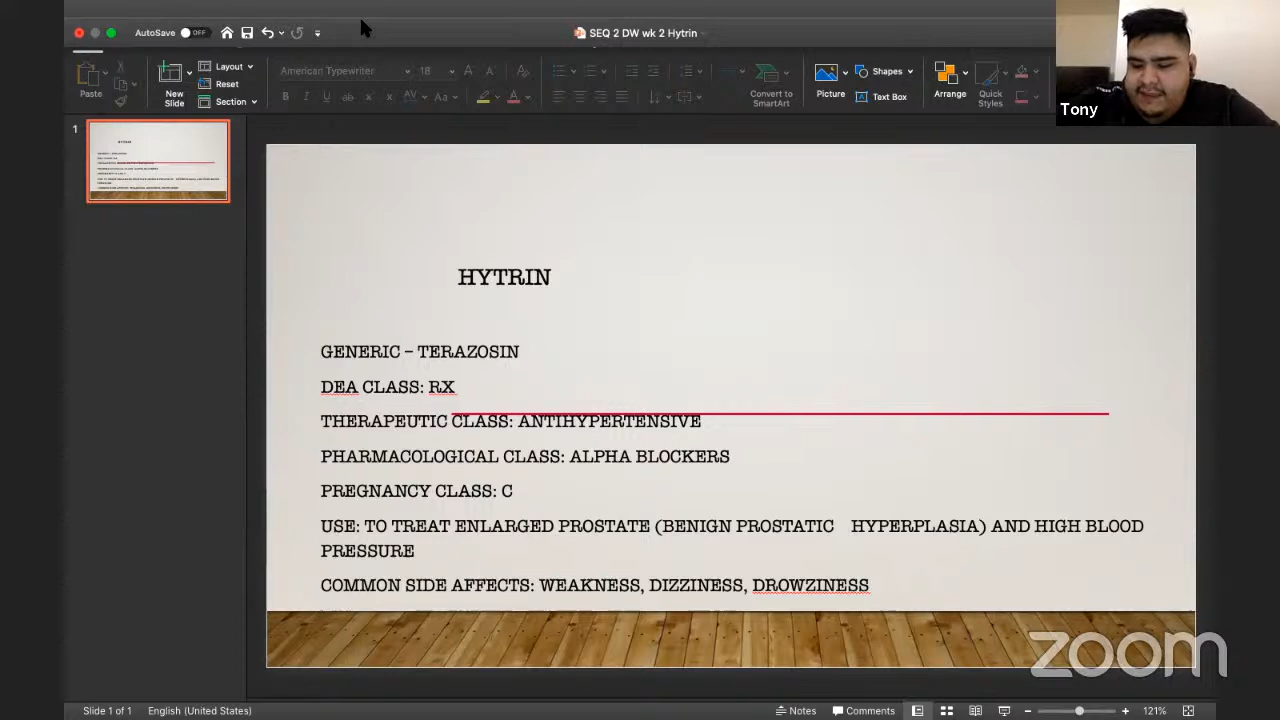 AutoSave OFF
SEQ 2 DW wk 2 Hytrin
Tony
Paste
New Slide
Layout
Reset
Section
American Typewriter
18
Convert to SmartArt
Picture
Shapes
Text Box
Arrange
Quick Styles
1
HYTRIN
GENERIC – TERAZOSIN
DEA CLASS: RX
THERAPEUTIC CLASS: ANTIHYPERTENSIVE
PHARMACOLOGICAL CLASS: ALPHA BLOCKERS
PREGNANCY CLASS: C
USE: TO TREAT ENLARGED PROSTATE (BENIGN PROSTATIC HYPERPLASIA) AND HIGH BLOOD
PRESSURE
COMMON SIDE AFFECTS: WEAKNESS, DIZZINESS, DROWZINESS
zoom
Slide 1 of 1
English (United States)
Notes
Comments
121%